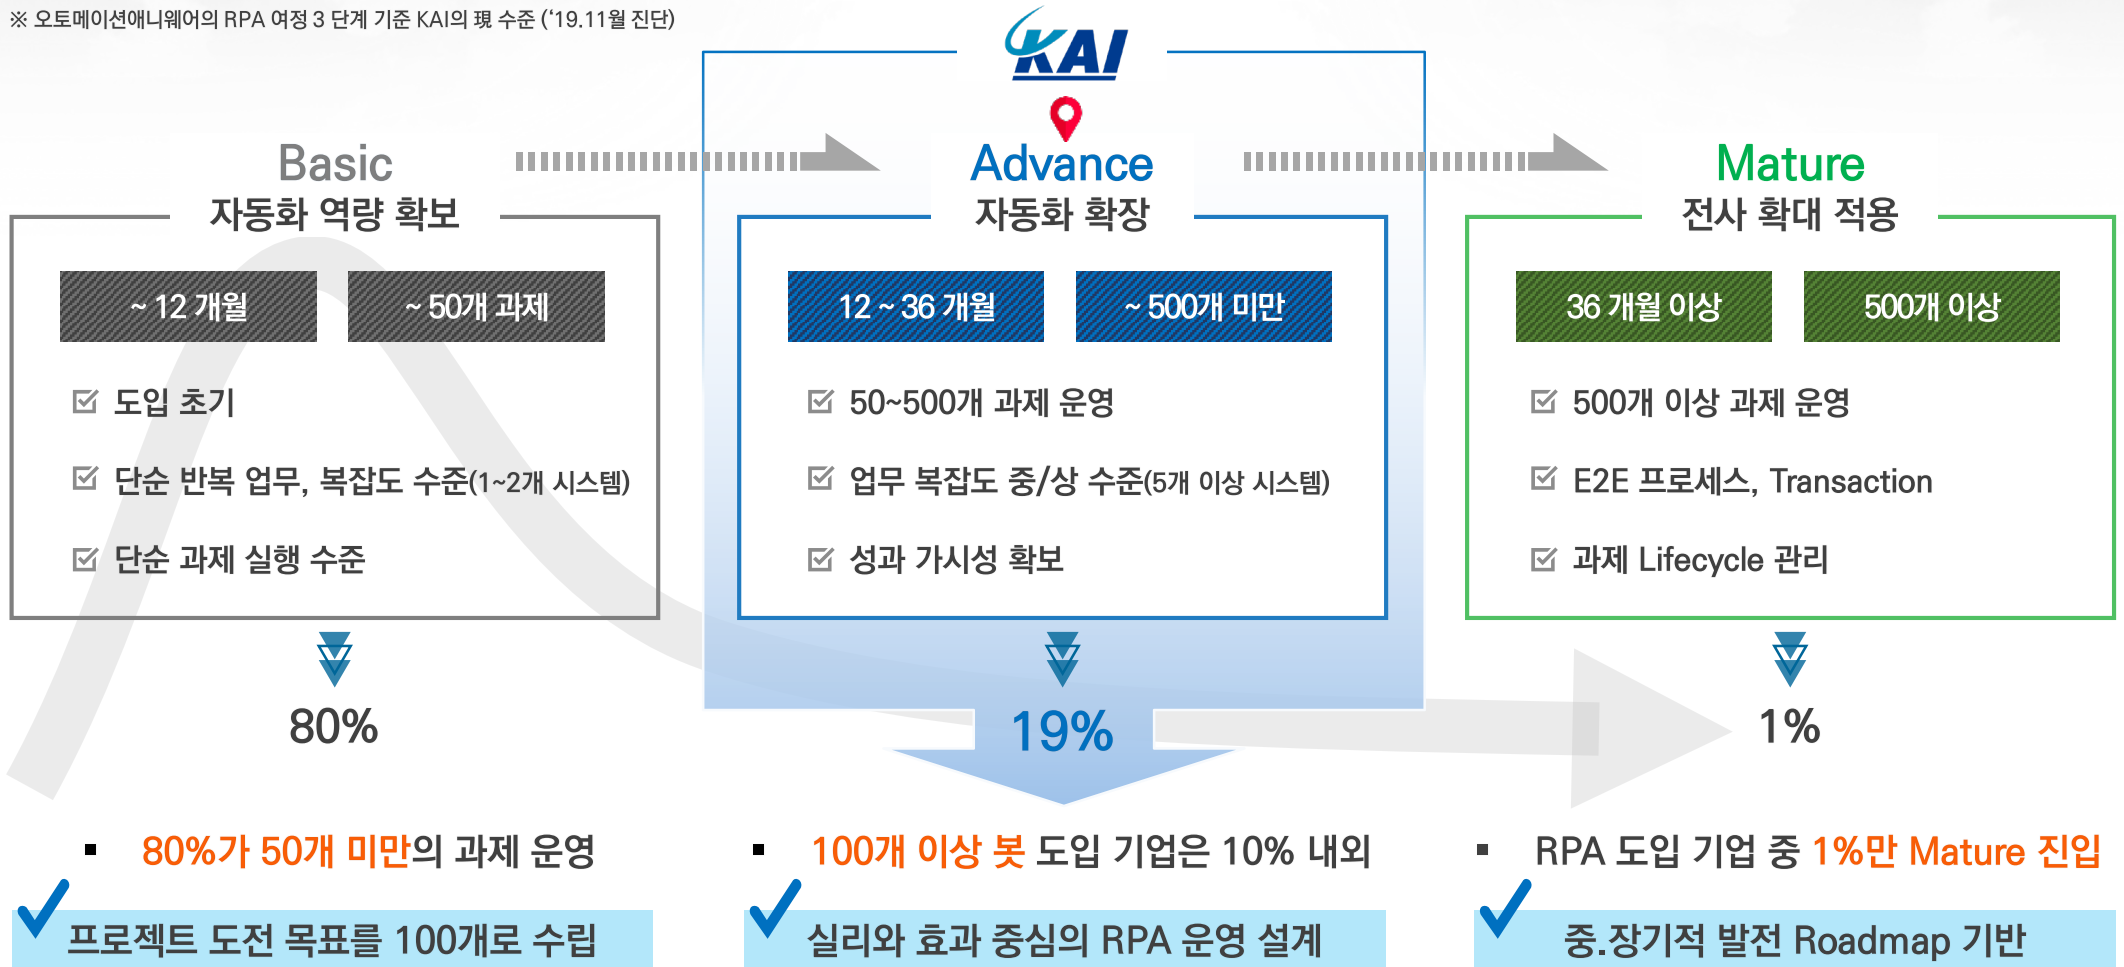 ※ 오토메이션애니웨어의 RPA 여정 3 단계 기준 KAI의 現 수준 (‘19.11월 진단)
KAI
Basic
자동화 역량 확보
~ 12 개월
~ 50개 과제
도입 초기
단순 반복 업무, 복잡도 수준(1~2개 시스템)
단순 과제 실행 수준
80%
80%가 50개 미만의 과제 운영
프로젝트 도전 목표를 100개로 수립
Advance
자동화 확장
12 ~ 36 개월
~ 500개 미만
50~500개 과제 운영
업무 복잡도 중/상 수준(5개 이상 시스템)
성과 가시성 확보
19%
100개 이상 봇 도입 기업은 10% 내외
실리와 효과 중심의 RPA 운영 설계
Mature
전사 확대 적용
36 개월 이상
500개 이상
500개 이상 과제 운영
E2E 프로세스, Transaction
과제 Lifecycle 관리
1%
RPA 도입 기업 중 1%만 Mature 진입
중.장기적 발전 Roadmap 기반